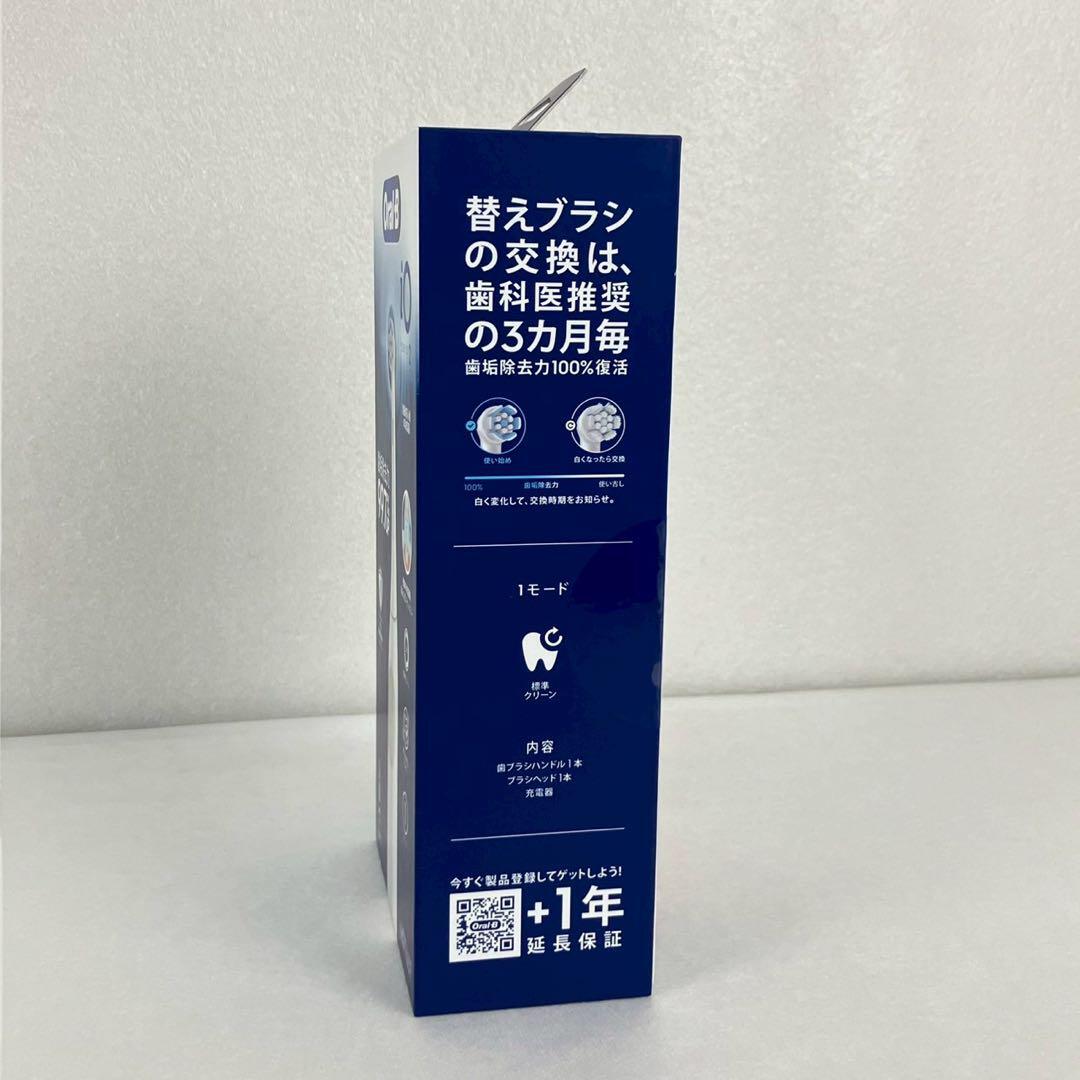 Oral-B
iO
替えブラシ
の交換は、
歯科医推奨
の3カ月毎
歯垢除去力100%復活
使い始め
白くなったら交換
100%
歯垢除去力
使い古し
白く変化して、交換時期をお知らせ。
1モード
標準
クリーン
内容
歯ブラシハンドル1本
ブラシヘッド1本
充電器
今すぐ製品登録してゲットしよう!
Oral-B
+1年
延長保証